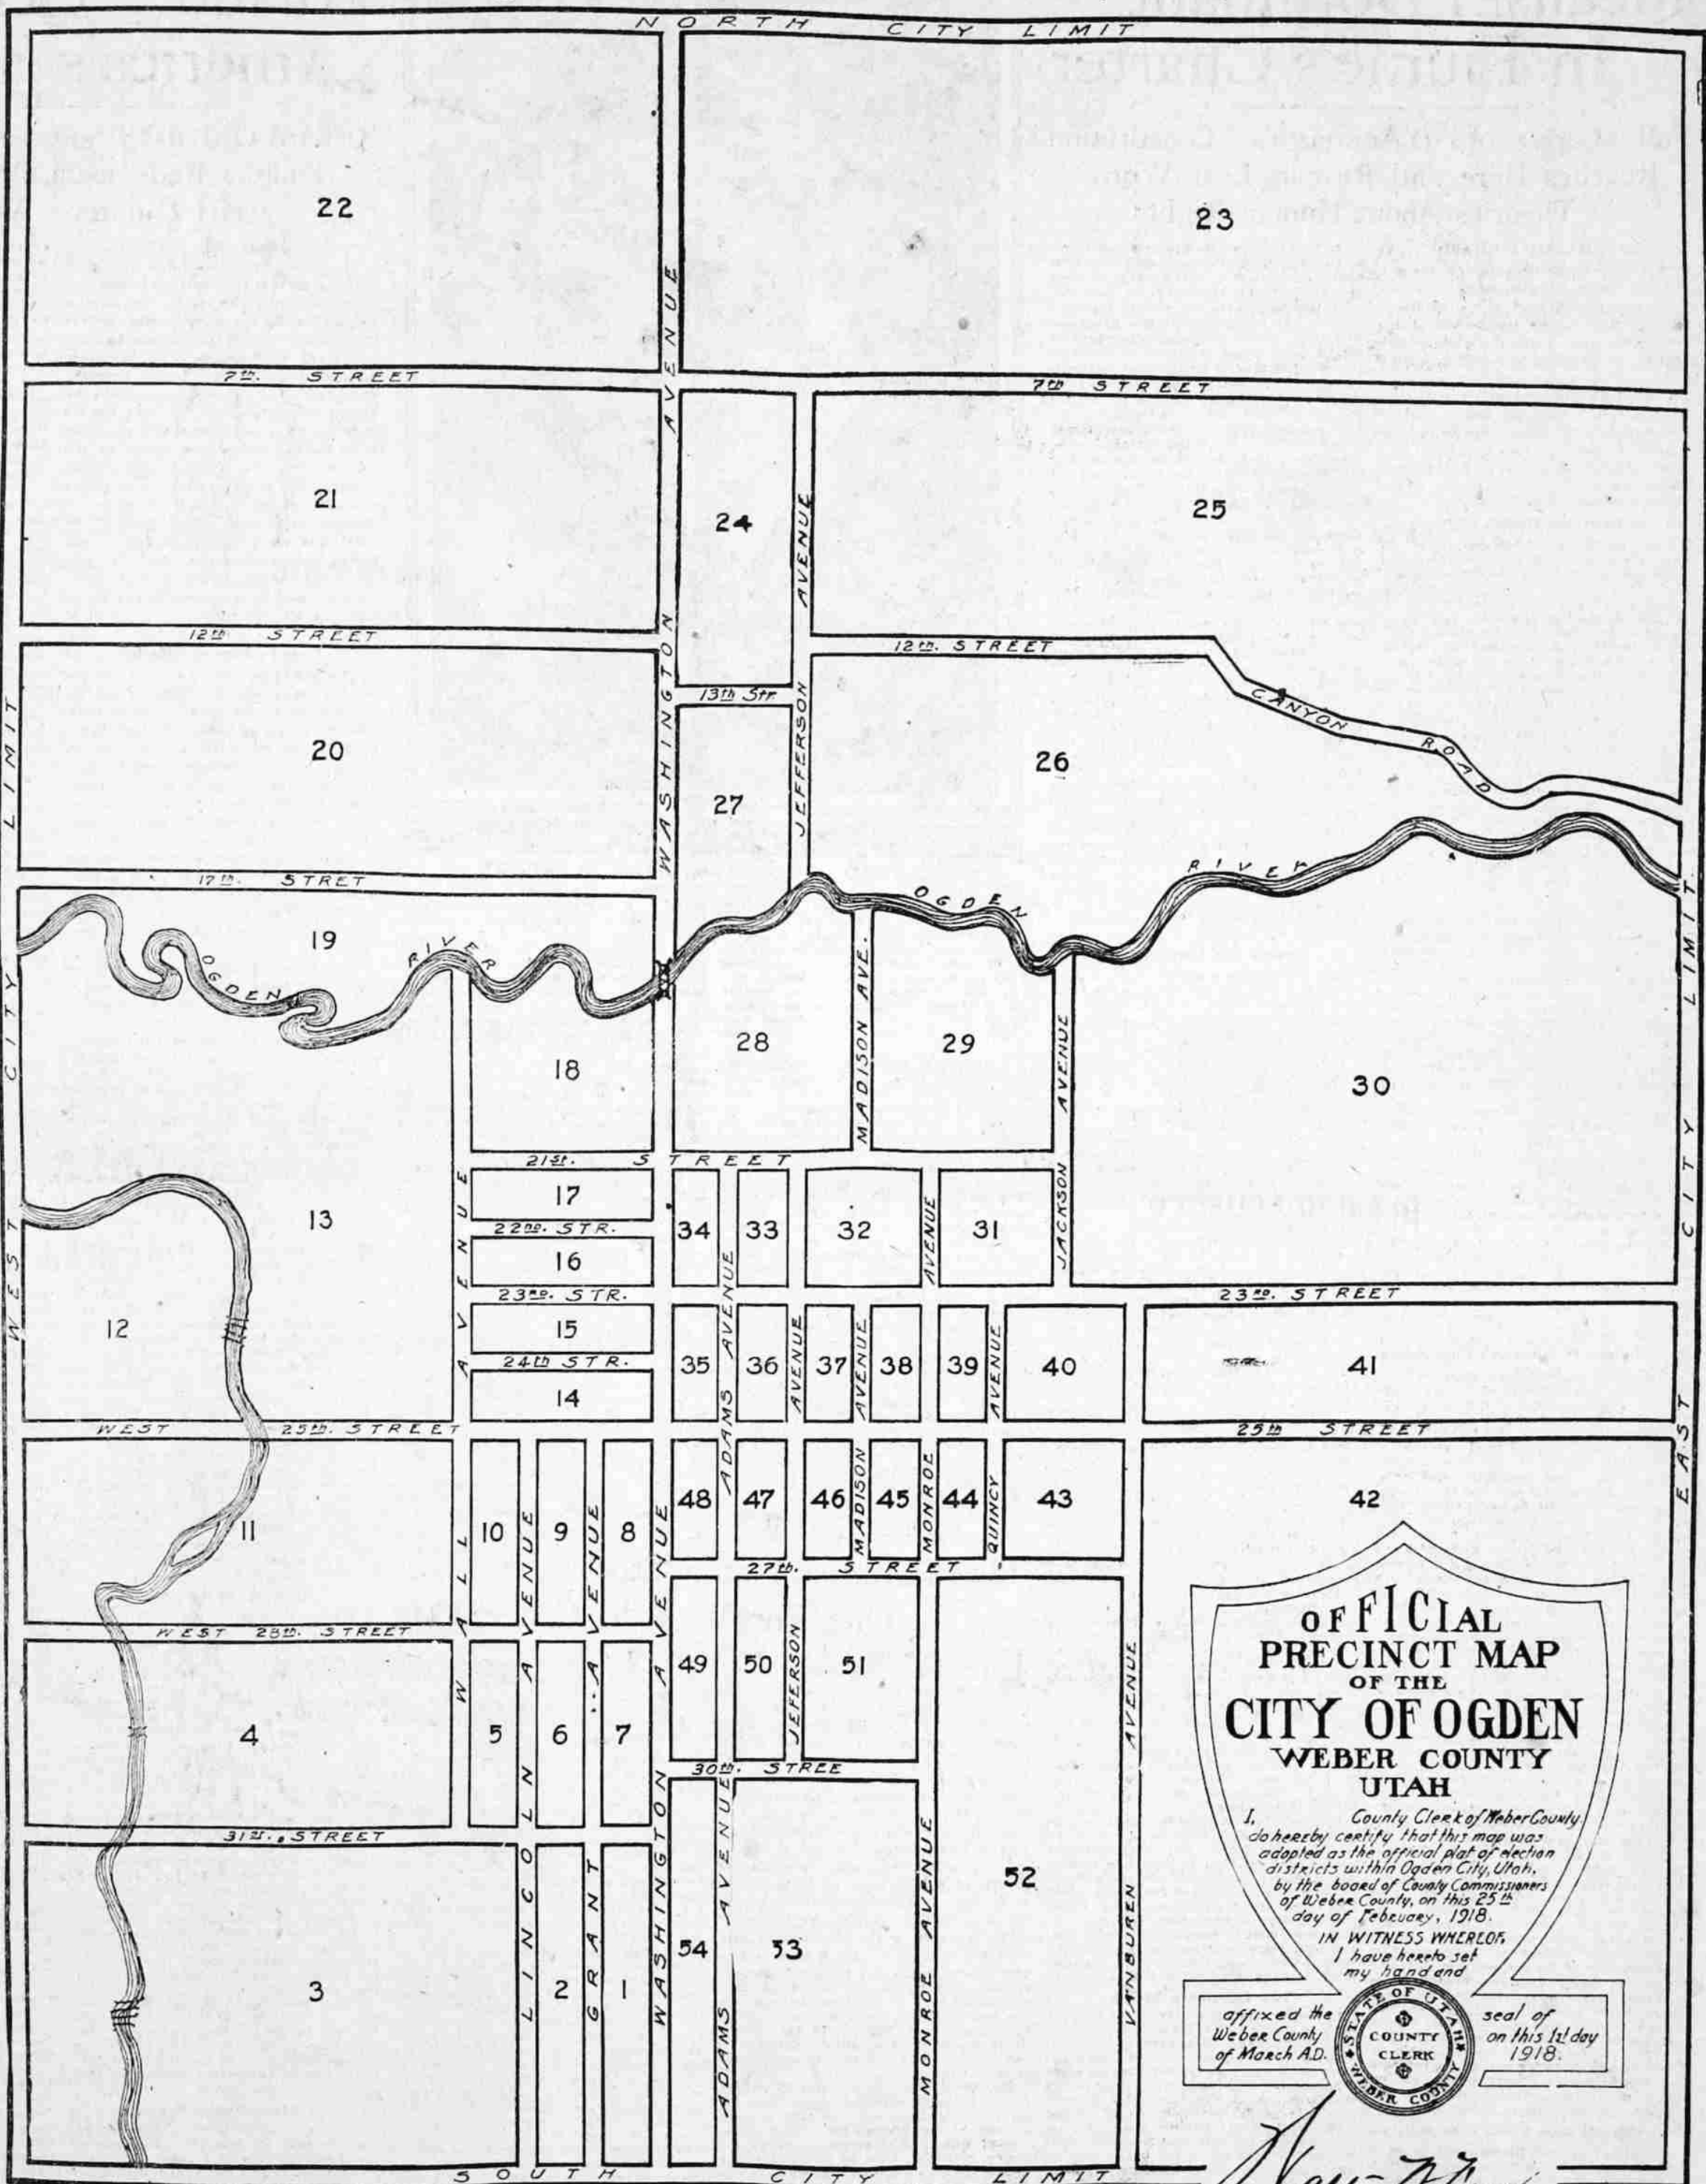 NORTH CITY LIMIT
22
23
7TH. STREET
7TH STREET
21
24
25
AVENUE
12TH STREET
12TH. STREET
13th Str.
CANYON ROAD
WASHINGTON AVENUE
JEFFERSON
20
27
26
17TH. STRET
WEST CITY LIMIT
EAST CITY LIMIT
19
OGDEN RIVER
OGDEN RIVER
18
28
MADISON AVE.
29
JACKSON AVENUE
30
21ST. STREET
17
22ND. STR.
16
23RD. STR.
15
24TH STR.
14
13
12
34
33
32
AVENUE
31
23RD. STREET
35
ADAMS AVENUE
36
AVENUE
37
AVENUE
38
39
AVENUE
40
41
WEST 25TH. STREET
25TH STREET
11
WALL AVENUE
10
LINCOLN AVENUE
9
GRANT AVENUE
8
WASHINGTON AVENUE
48
ADAMS AVENUE
47
46
MADISON
45
MONROE
44
QUINCY
43
42
27TH. STREET
WEST 28TH. STREET
4
5
6
7
49
50
JEFERSON
51
30TH. STREE
31ST. STREET
3
2
1
54
53
MONROE AVENUE
52
VANBUREN AVENUE
SOUTH CITY LIMIT
OFFICIAL
PRECINCT MAP
OF THE
CITY OF OGDEN
WEBER COUNTY
UTAH
I, County Clerk of Weber County
do hereby certify that this map was
adopted as the official plat of election
districts within Ogden City, Utah,
by the board of County Commissioners
of Weber County, on this 25th
day of February, 1918.
IN WITNESS WHEREOF,
I have hereto set
my hand and
affixed the seal of
Weber County on this 1st day
of March A.D. 1918.
STATE OF UTAH
COUNTY
CLERK
WEBER COUNTY